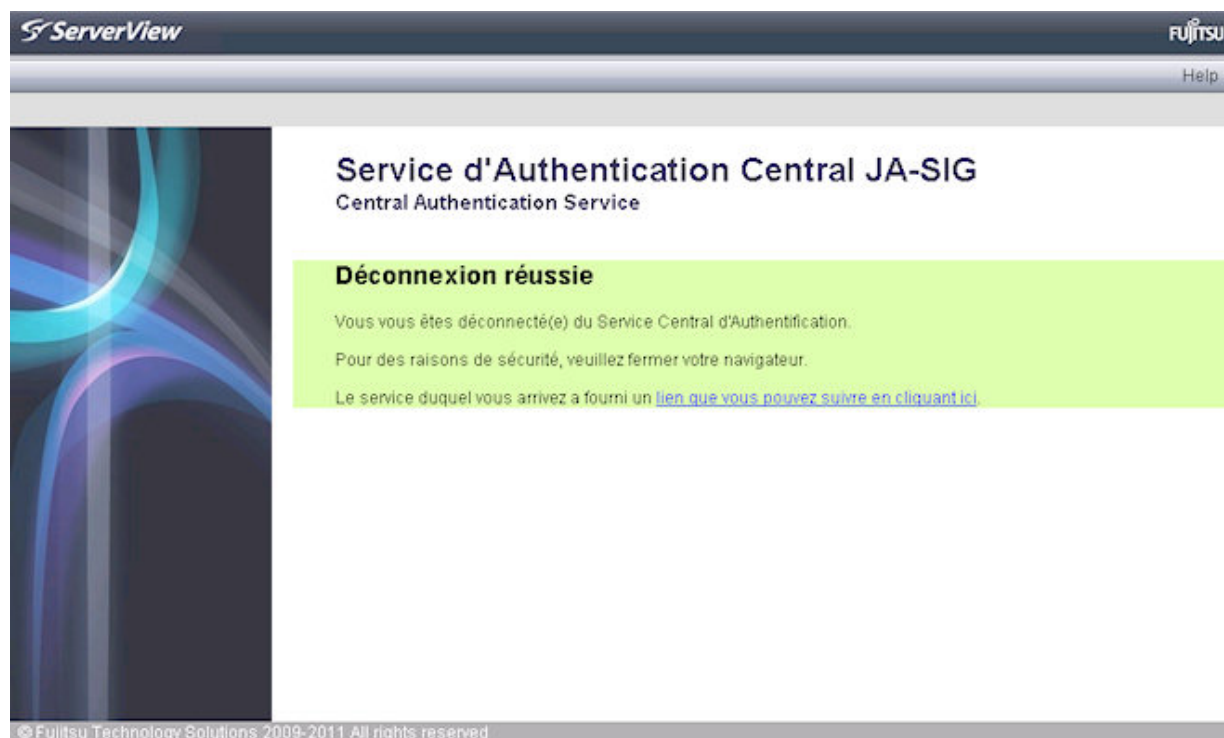 ServerView
FUJITSU
Help
Service d'Authentication Central JA-SIG
Central Authentication Service
Déconnexion réussie
Vous vous êtes déconnecté(e) du Service Central d'Authentification.
Pour des raisons de sécurité, veuillez fermer votre navigateur.
Le service duquel vous arrivez a fourni un lien que vous pouvez suivre en cliquant ici.
© Fujitsu Technology Solutions 2009-2011 All rights reserved